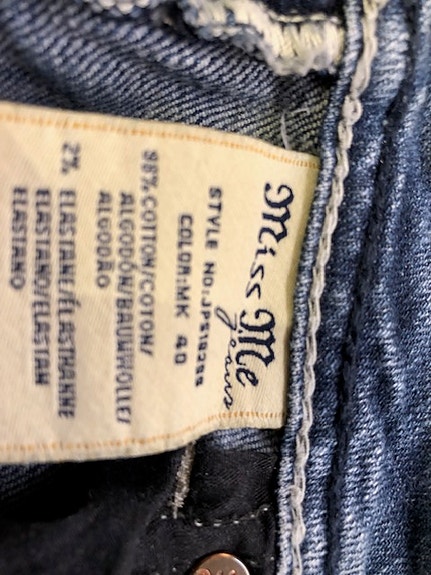 Miss Me
jeans
STYLE NO:
COLOR:MK 40
98% COTTON/COTON/
ALGODÓN/BAUMWOLLE/
ALGODÃO
2% ELASTANE/ÉLASTHANNE
ELASTANO/ELASTAN
ELASTANO